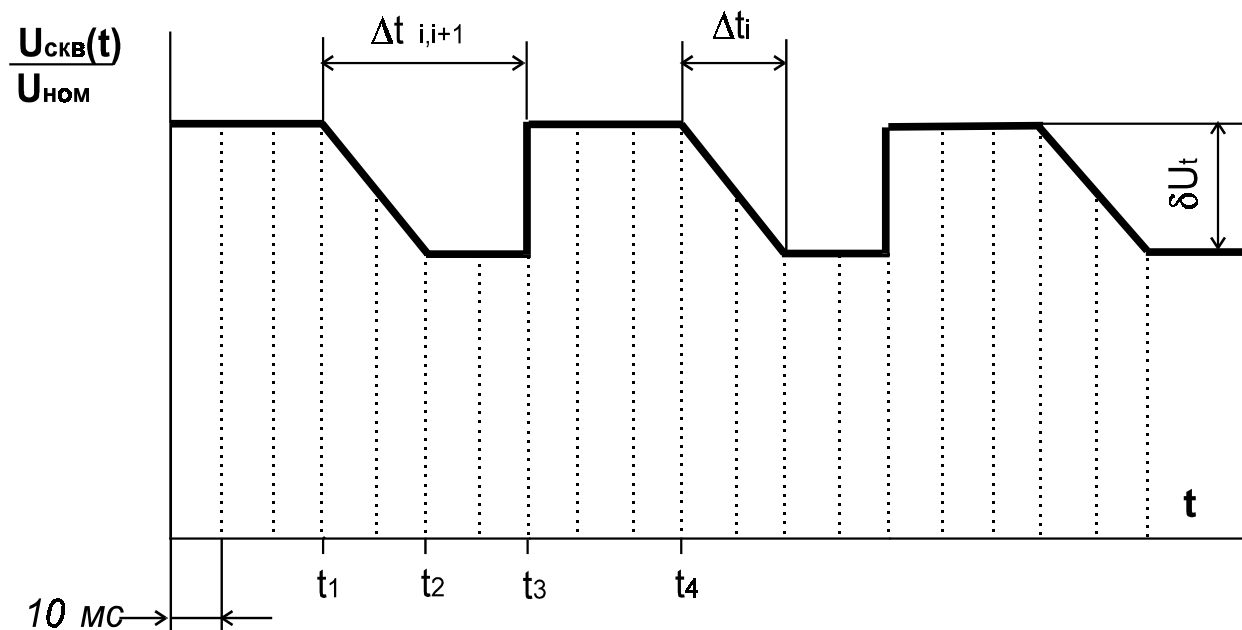 Uскв(t)
Uном
Δt i,i+1
Δti
δUt
t
t1
t2
t3
t4
10 мс